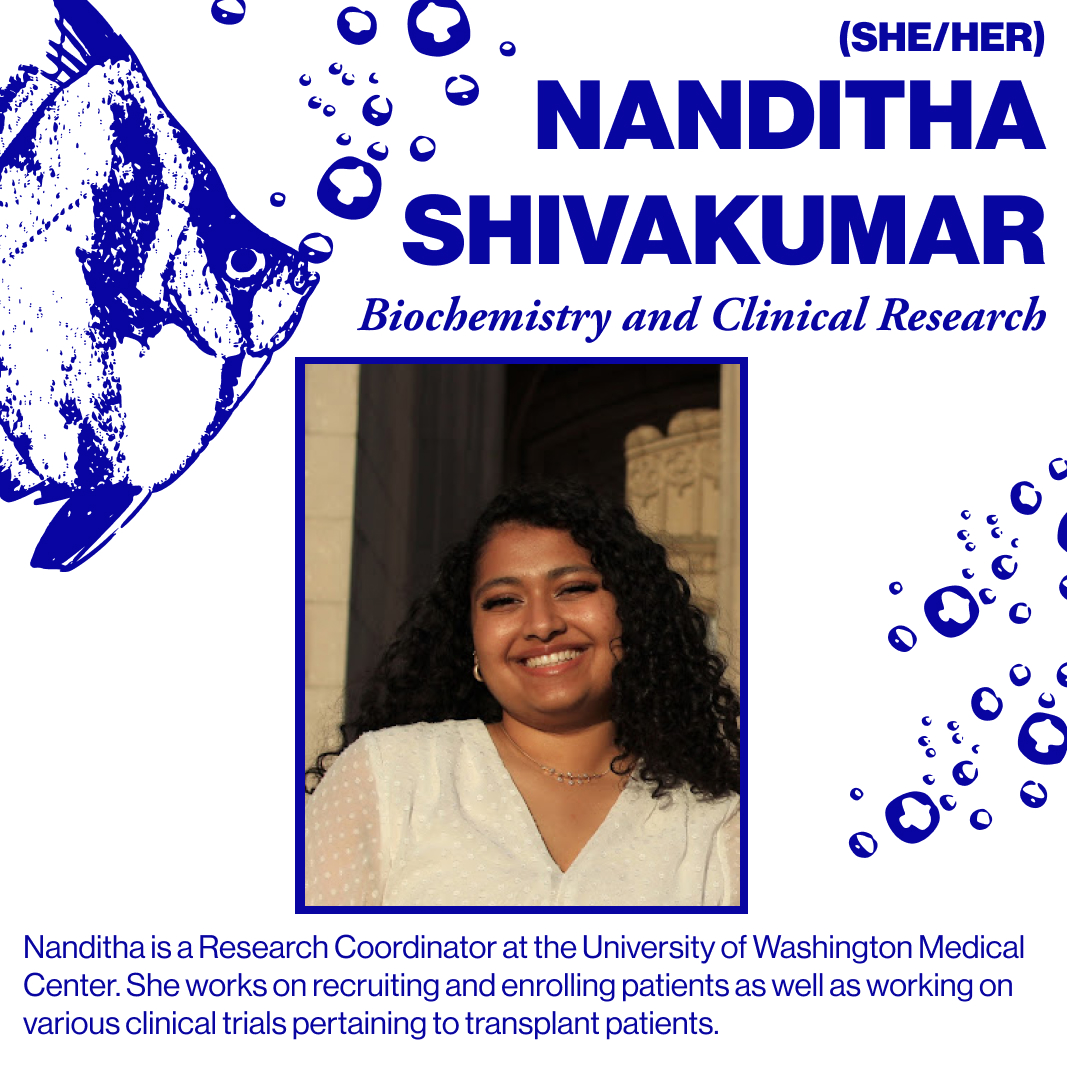 (SHE/HER)
NANDITHA
SHIVAKUMAR
Biochemistry and Clinical Research
Nanditha is a Research Coordinator at the University of Washington Medical
Center. She works on recruiting and enrolling patients as well as working on
various clinical trials pertaining to transplant patients.